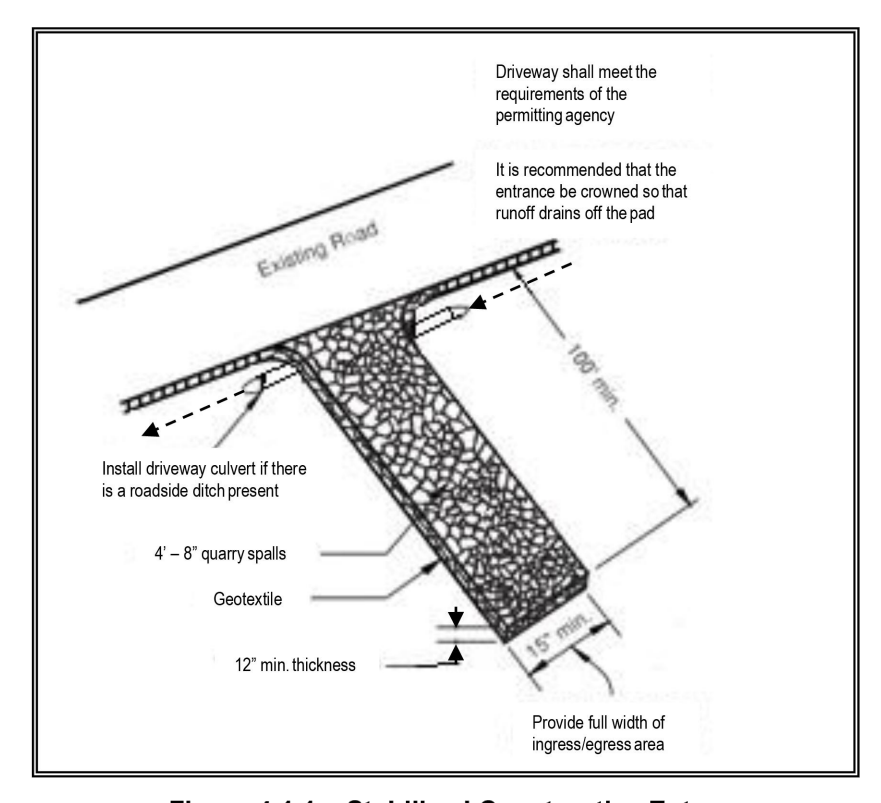 Driveway shall meet the
requirements of the
permitting agency
It is recommended that the
entrance be crowned so that
runoff drains off the pad
Existing Road
100' min.
Install driveway culvert if there
is a roadside ditch present
4’ – 8” quarry spalls
Geotextile
12” min. thickness
15" min.
Provide full width of
ingress/egress area